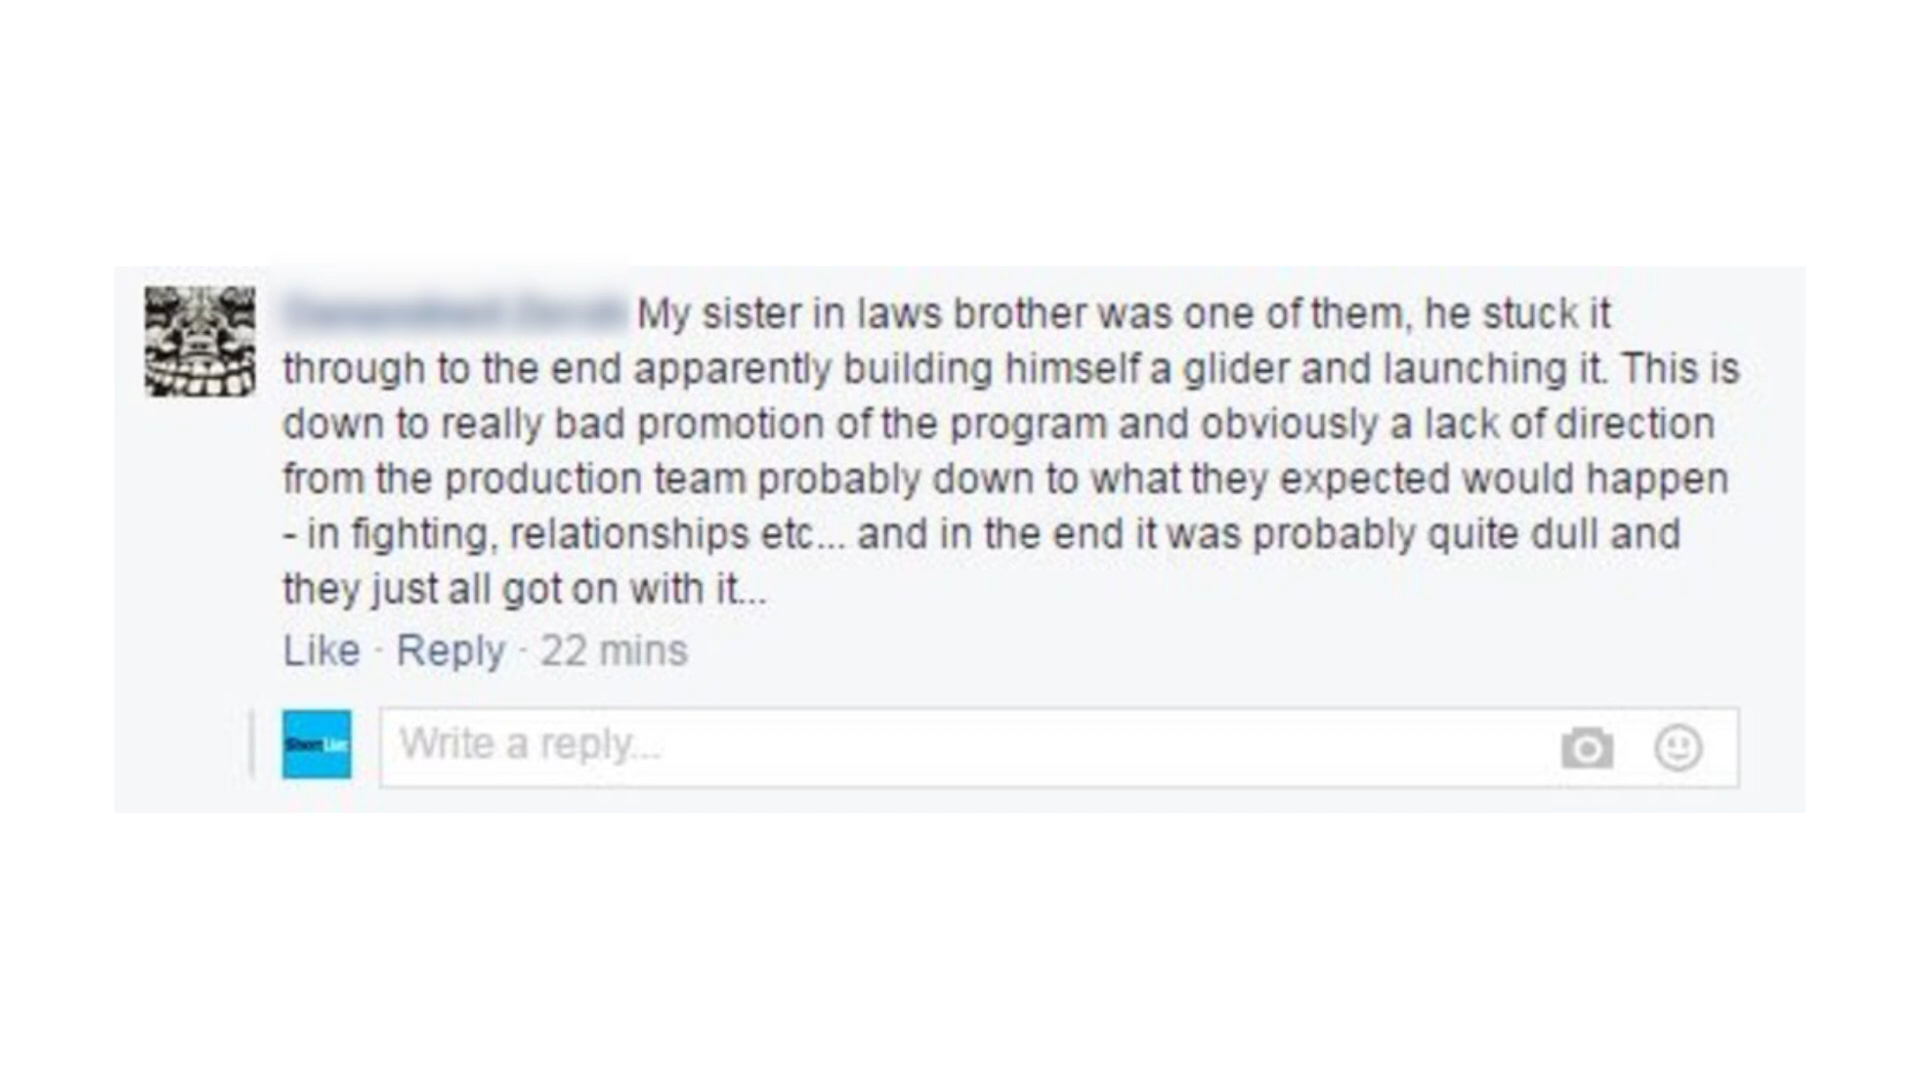 My sister in laws brother was one of them, he stuck it
through to the end apparently building himself a glider and launching it. This is
down to really bad promotion of the program and obviously a lack of direction
from the production team probably down to what they expected would happen
- in fighting, relationships etc... and in the end it was probably quite dull and
they just all got on with it...
Like · Reply · 22 mins
ShortList
Write a reply...